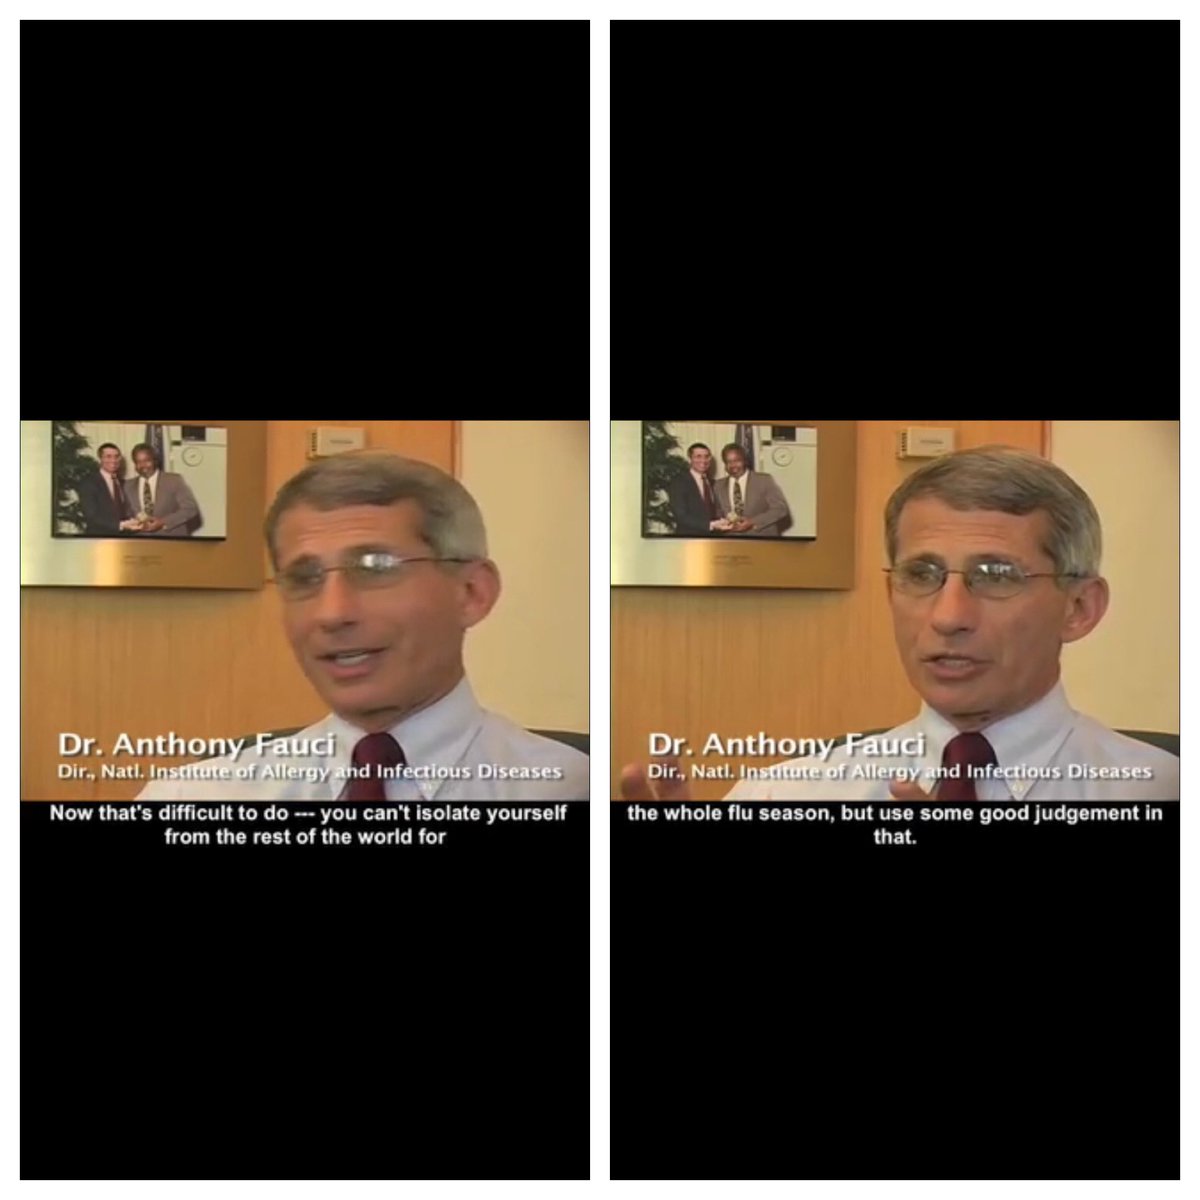 Dr. Anthony Fauci
Dir., Natl. Institute of Allergy and Infectious Diseases
Now that's difficult to do --- you can't isolate yourself
from the rest of the world for
Dr. Anthony Fauci
Dir., Natl. Institute of Allergy and Infectious Diseases
the whole flu season, but use some good judgement in
that.